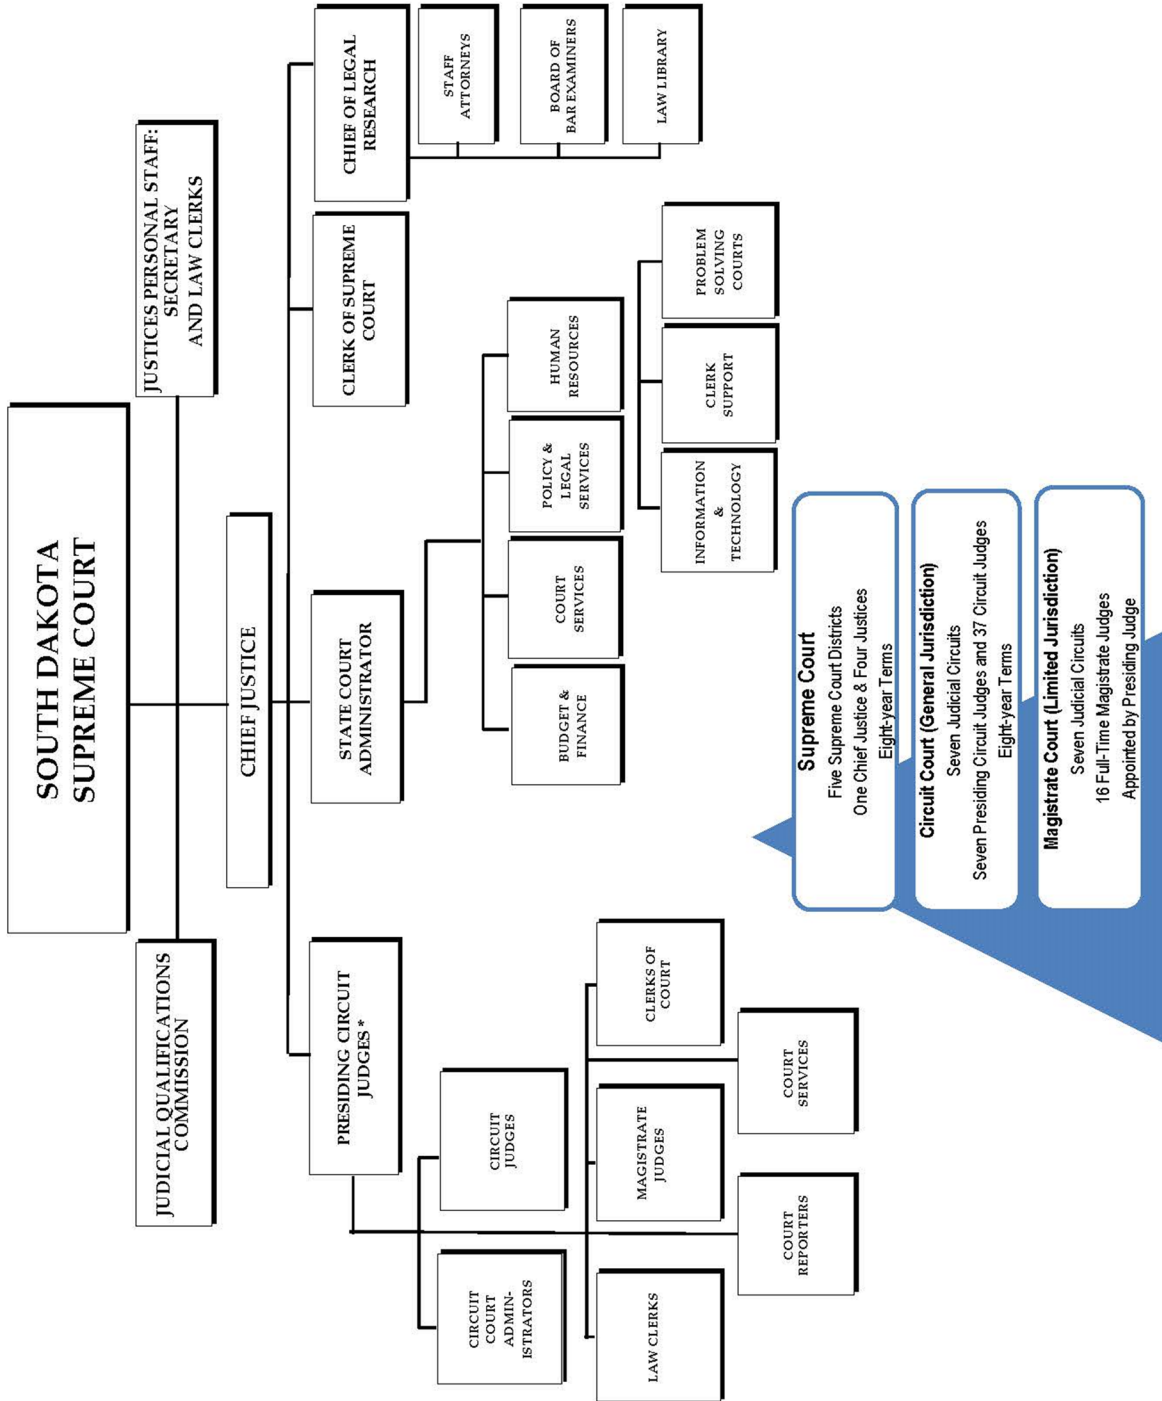 SOUTH DAKOTA
SUPREME COURT
JUDICIAL QUALIFICATIONS
COMMISSION
JUSTICES PERSONAL STAFF:
SECRETARY
AND LAW CLERKS
CHIEF JUSTICE
PRESIDING CIRCUIT
JUDGES *
STATE COURT
ADMINISTRATOR
CLERK OF SUPREME
COURT
CHIEF OF LEGAL
RESEARCH
CIRCUIT
COURT
ADMIN-
ISTRATORS
CIRCUIT
JUDGES
LAW CLERKS
MAGISTRATE
JUDGES
CLERKS OF
COURT
COURT
REPORTERS
COURT
SERVICES
BUDGET &
FINANCE
COURT
SERVICES
POLICY &
LEGAL
SERVICES
HUMAN
RESOURCES
INFORMATION
&
TECHNOLOGY
CLERK
SUPPORT
PROBLEM
SOLVING
COURTS
STAFF
ATTORNEYS
BOARD OF
BAR EXAMINERS
LAW LIBRARY
Supreme Court
Five Supreme Court Districts
One Chief Justice & Four Justices
Eight-year Terms
Circuit Court (General Jurisdiction)
Seven Judicial Circuits
Seven Presiding Circuit Judges and 37 Circuit Judges
Eight-year Terms
Magistrate Court (Limited Jurisdiction)
Seven Judicial Circuits
16 Full-Time Magistrate Judges
Appointed by Presiding Judge